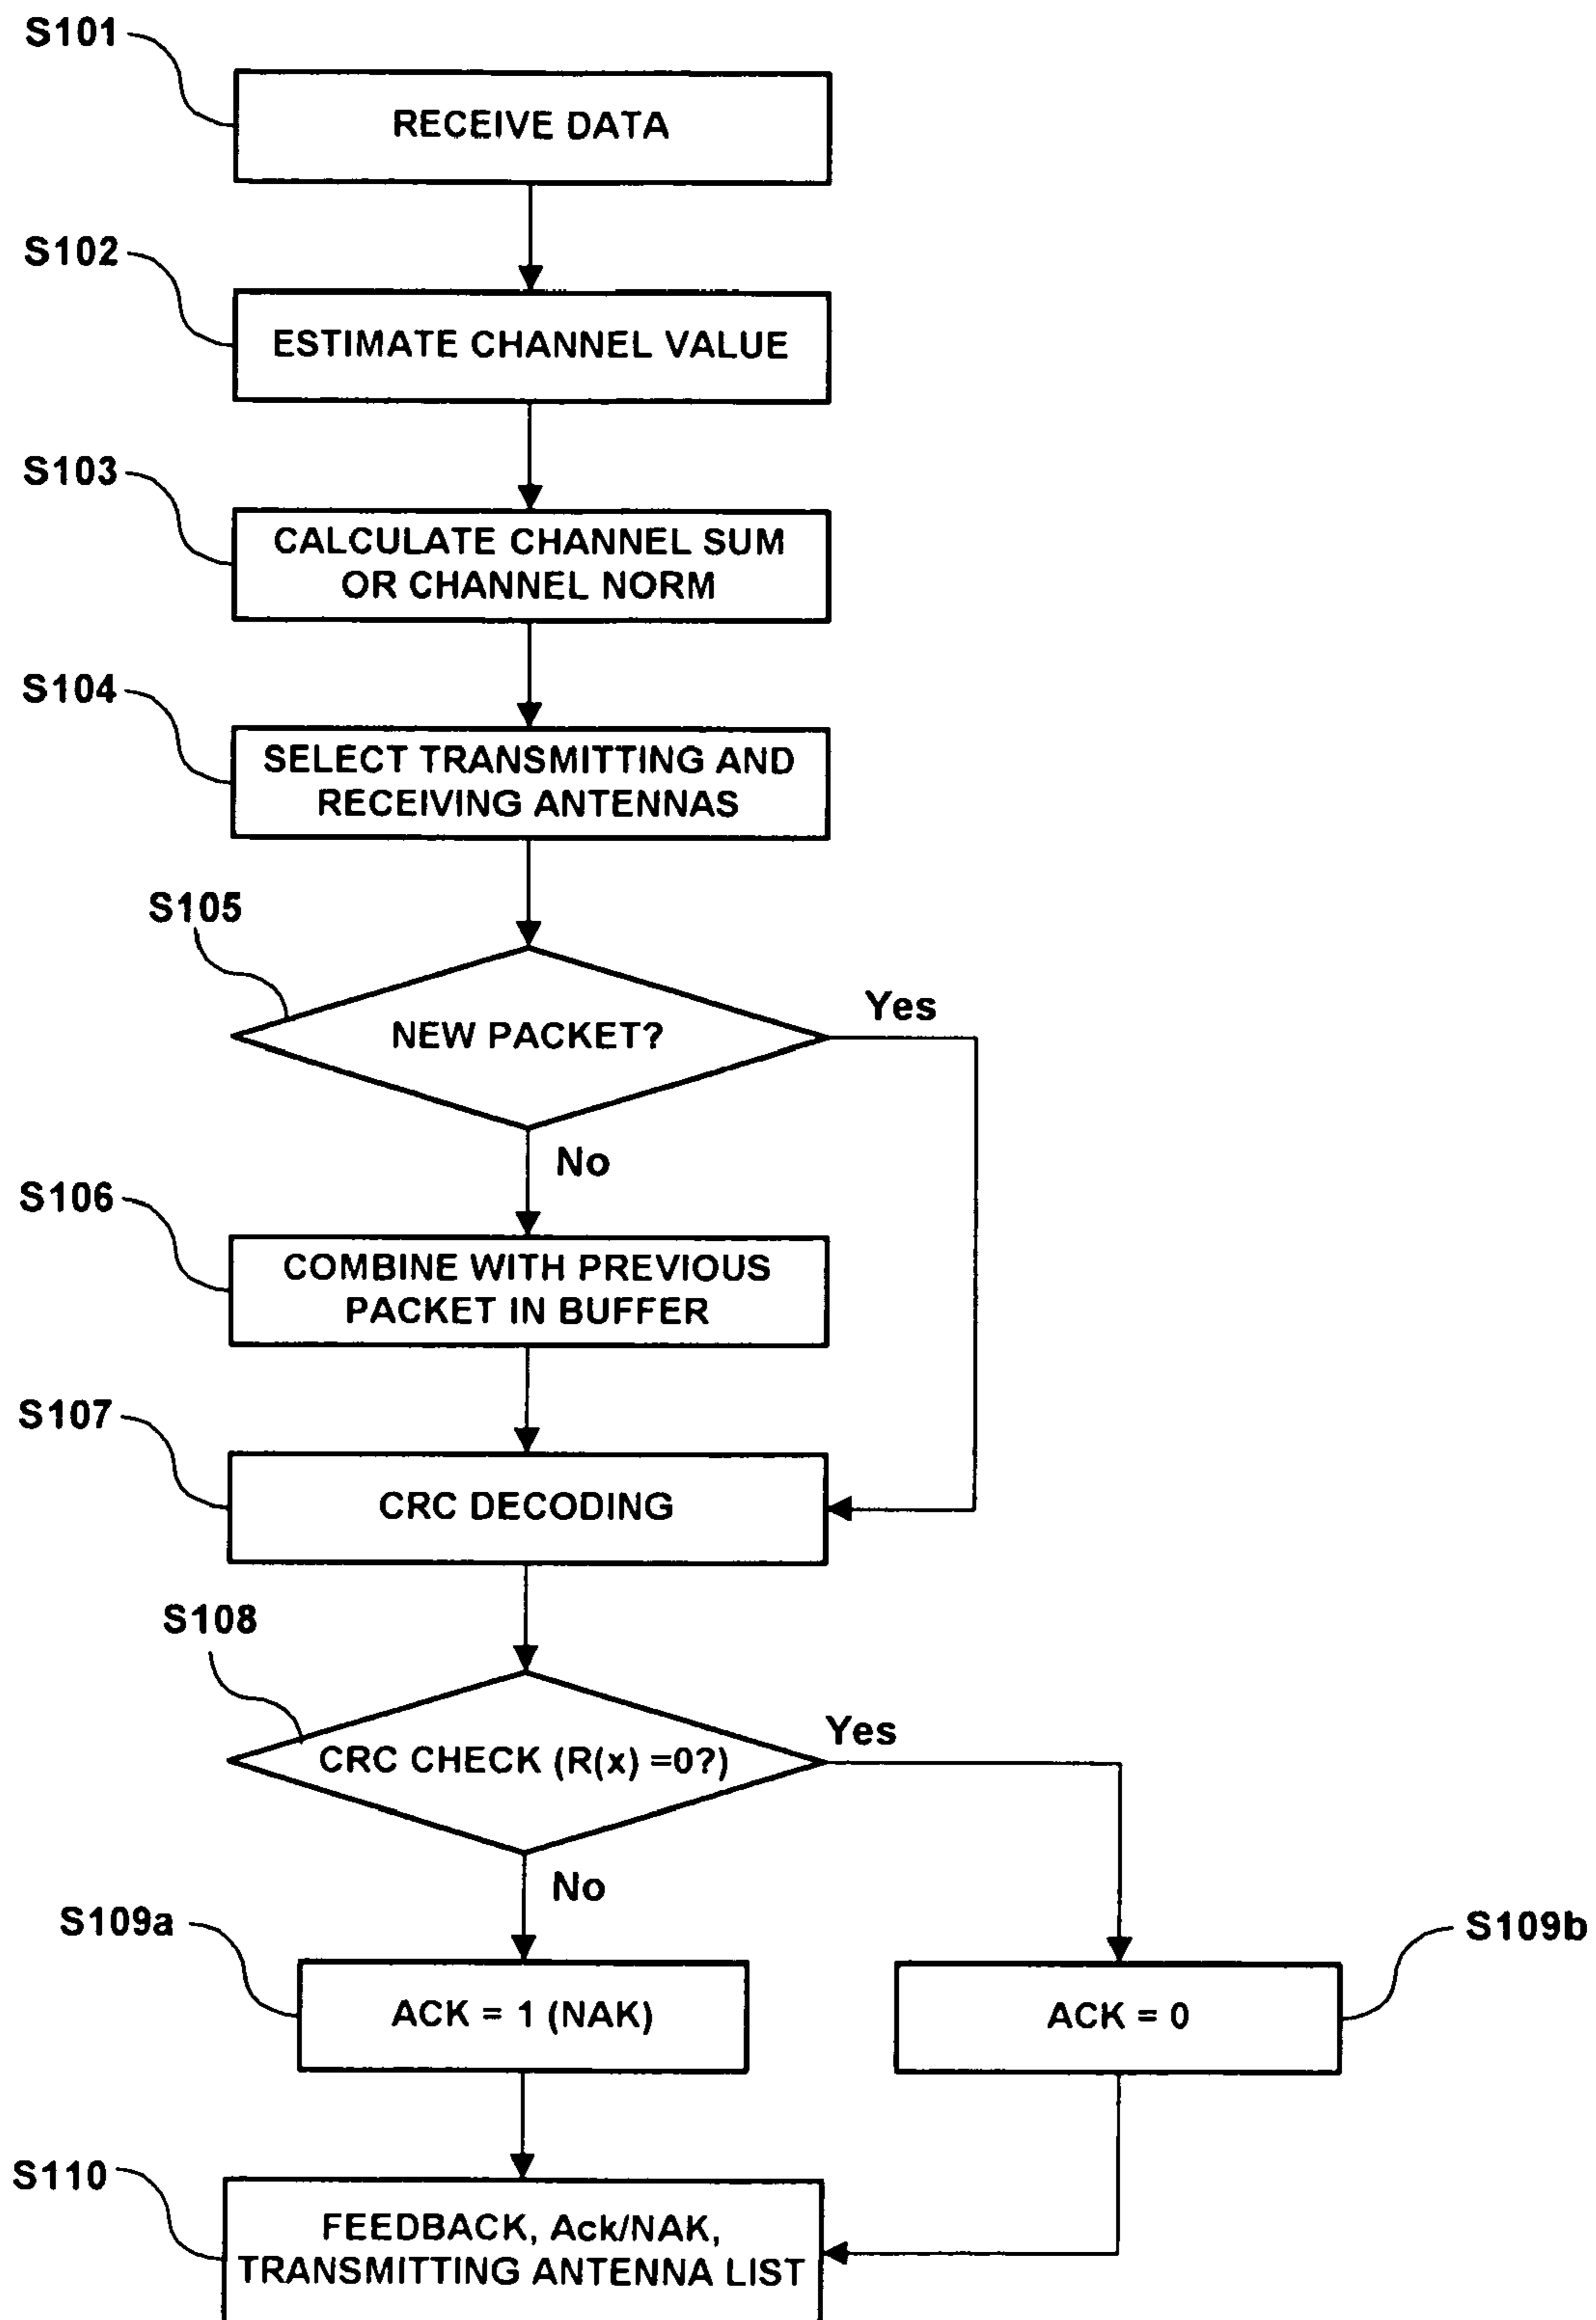 S101
RECEIVE DATA
S102
ESTIMATE CHANNEL VALUE
S103
CALCULATE CHANNEL SUM
OR CHANNEL NORM
S104
SELECT TRANSMITTING AND
RECEIVING ANTENNAS
S105
NEW PACKET?
Yes
No
S106
COMBINE WITH PREVIOUS
PACKET IN BUFFER
S107
CRC DECODING
S108
CRC CHECK (R(x) =0?)
Yes
No
S109a
ACK = 1 (NAK)
S109b
ACK = 0
S110
FEEDBACK, Ack/NAK,
TRANSMITTING ANTENNA LIST